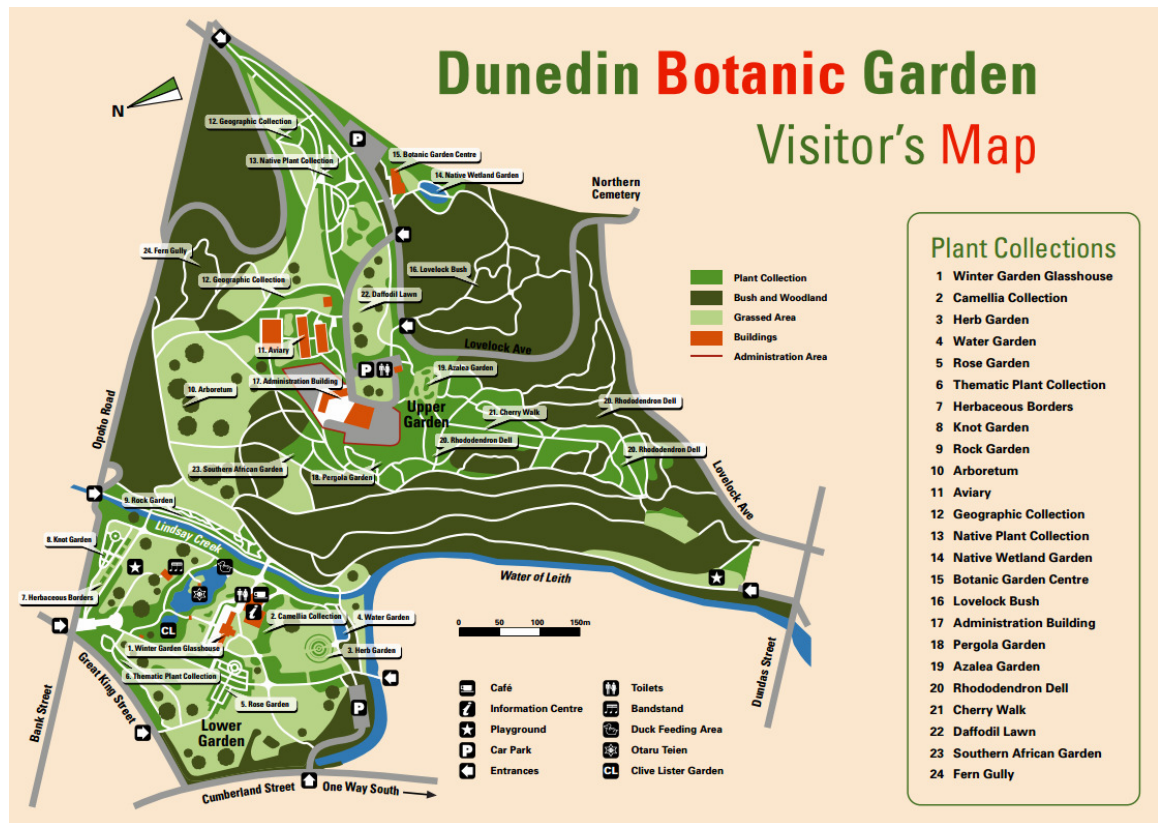 Dunedin Botanic Garden
Visitor's Map
N
12. Geographic Collection
P
15. Botanic Garden Centre
13. Native Plant Collection
14. Native Wetland Garden
Northern
Cemetery
24. Fern Gully
16. Lovelock Bush
12. Geographic Collection
22. Daffodil Lawn
11. Aviary
Lovelock Ave
P
19. Azalea Garden
17. Administration Building
10. Arboretum
Upper
Garden
21. Cherry Walk
20. Rhododendron Dell
20. Rhododendron Dell
20. Rhododendron Dell
Opoho Road
23. Southern African Garden
18. Pergola Garden
Lovelock Ave
9. Rock Garden
Lindsay Creek
8. Knot Garden
Water of Leith
7. Herbaceous Borders
2. Camellia Collection
4. Water Garden
CL
1. Winter Garden Glasshouse
3. Herb Garden
6. Thematic Plant Collection
5. Rose Garden
P
Lower
Garden
Great King Street
Bank Street
Dundas Street
Cumberland Street
One Way South
Plant Collection
Bush and Woodland
Grassed Area
Buildings
Administration Area
0 50 100 150m
Café
Information Centre
Playground
P Car Park
Entrances
Toilets
Bandstand
Duck Feeding Area
Otaru Teien
CL Clive Lister Garden
Plant Collections
1 Winter Garden Glasshouse
2 Camellia Collection
3 Herb Garden
4 Water Garden
5 Rose Garden
6 Thematic Plant Collection
7 Herbaceous Borders
8 Knot Garden
9 Rock Garden
10 Arboretum
11 Aviary
12 Geographic Collection
13 Native Plant Collection
14 Native Wetland Garden
15 Botanic Garden Centre
16 Lovelock Bush
17 Administration Building
18 Pergola Garden
19 Azalea Garden
20 Rhododendron Dell
21 Cherry Walk
22 Daffodil Lawn
23 Southern African Garden
24 Fern Gully